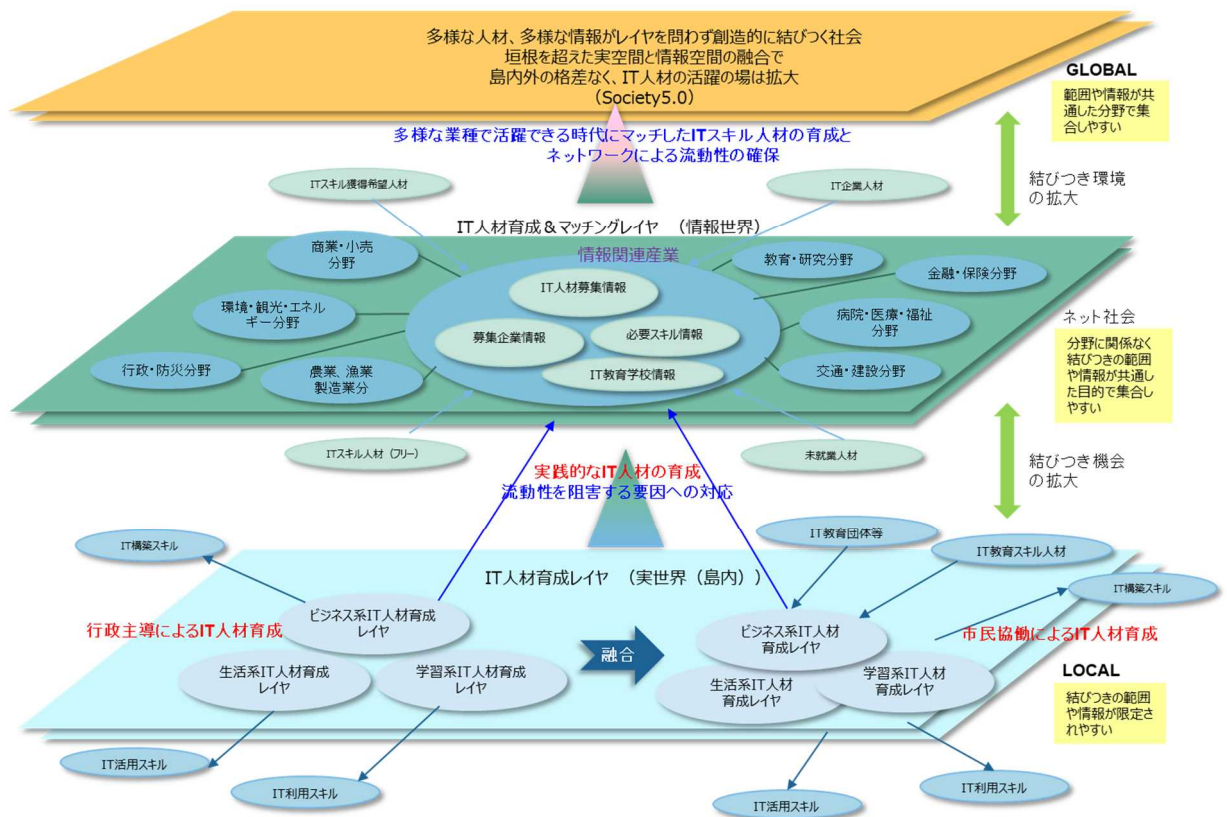 多様な人材、多様な情報がレイヤを問わず創造的に結びつく社会
垣根を超えた実空間と情報空間の融合で
島内外の格差なく、IT人材の活躍の場は拡大
（Society5.0）
GLOBAL
範囲や情報が共
通した分野で集
合しやすい
多様な業種で活躍できる時代にマッチしたITスキル人材の育成と
ネットワークによる流動性の確保
結びつき環境
の拡大
ITスキル獲得希望人材
IT企業人材
IT人材育成＆マッチングレイヤ　（情報世界）
情報関連産業
商業・小売
分野
教育・研究分野
金融・保険分野
IT人材募集情報
環境・観光・エネル
ギー分野
病院・医療・福祉
分野
募集企業情報
必要スキル情報
行政・防災分野
農業、漁業
製造業分
IT教育学校情報
交通・建設分野
ネット社会
分野に関係なく
結びつきの範囲
や情報が共通し
た目的で集合し
やすい
ITスキル人材（フリー）
未就業人材
実践的なIT人材の育成
流動性を阻害する要因への対応
結びつき機会
の拡大
IT構築スキル
IT教育団体等
IT教育スキル人材
IT人材育成レイヤ　（実世界（島内））
IT構築スキル
行政主導によるIT人材育成
ビジネス系IT人材育成
レイヤ
融合
ビジネス系IT人材
育成レイヤ
市民協働によるIT人材育成
生活系IT人材育成
レイヤ
学習系IT人材育成
レイヤ
生活系IT人材
育成レイヤ
学習系IT人材
育成レイヤ
LOCAL
結びつきの範囲
や情報が限定さ
れやすい
IT活用スキル
IT利用スキル
IT活用スキル
IT利用スキル